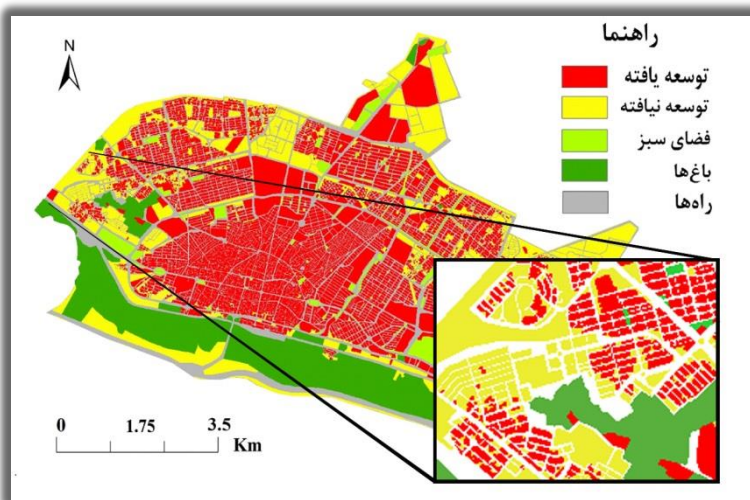 N
راهنما
توسعه یافته
توسعه نیافته
فضای سبز
باغ‌ها
راه‌ها
0 1.75 3.5
Km